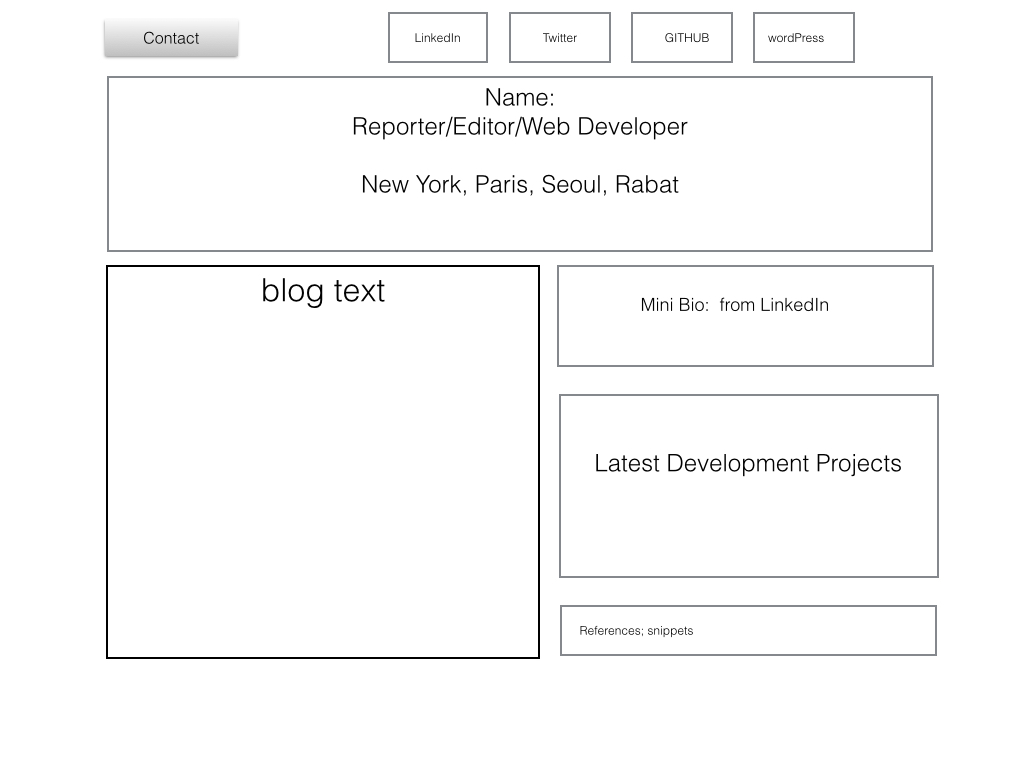 Contact
LinkedIn
Twitter
GITHUB
wordPress
Name:
Reporter/Editor/Web Developer
New York, Paris, Seoul, Rabat
blog text
Mini Bio:  from LinkedIn
Latest Development Projects
References; snippets